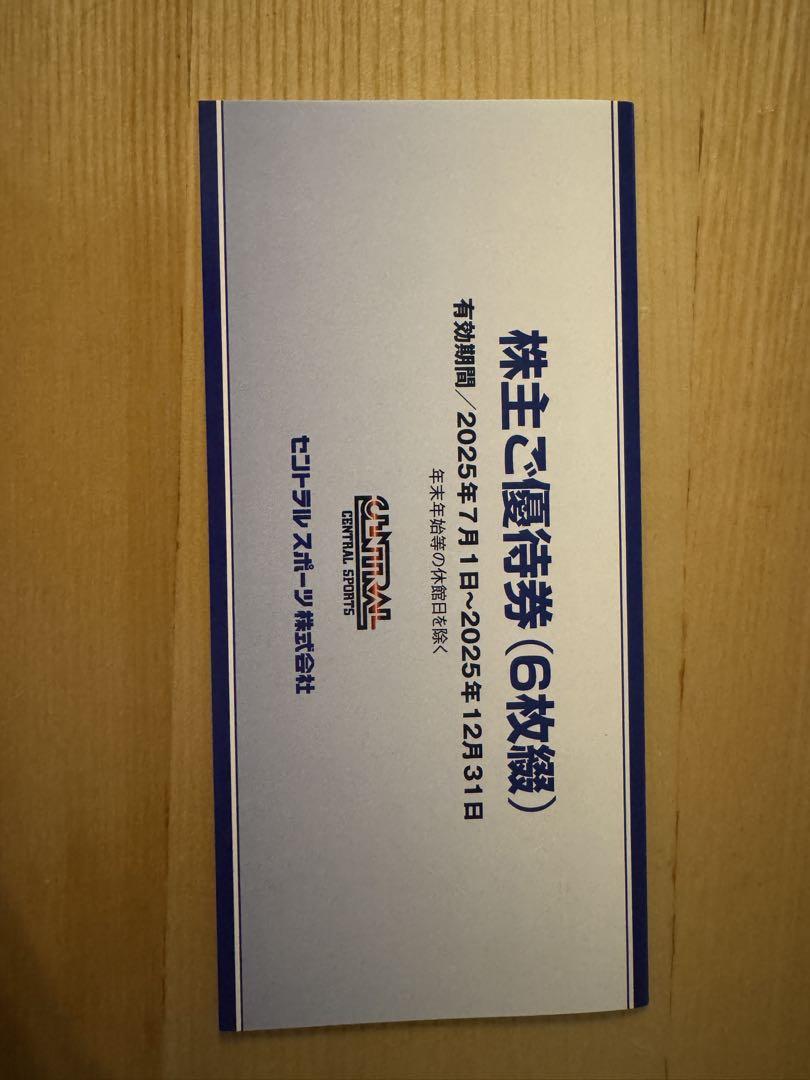 株主ご優待券(6枚綴)
有効期間/2025年7月1日~2025年12月31日
年末年始等の休館日を除く
CENTRAL
CENTRAL SPORTS
セントラルスポーツ株式会社